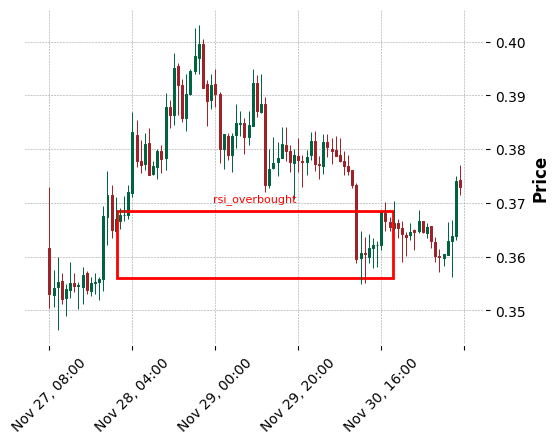 0.40
0.39
0.38
rsi_overbought
0.37
0.36
0.35
Price
Nov 27, 08:00
Nov 28, 04:00
Nov 29, 00:00
Nov 29, 20:00
Nov 30, 16:00